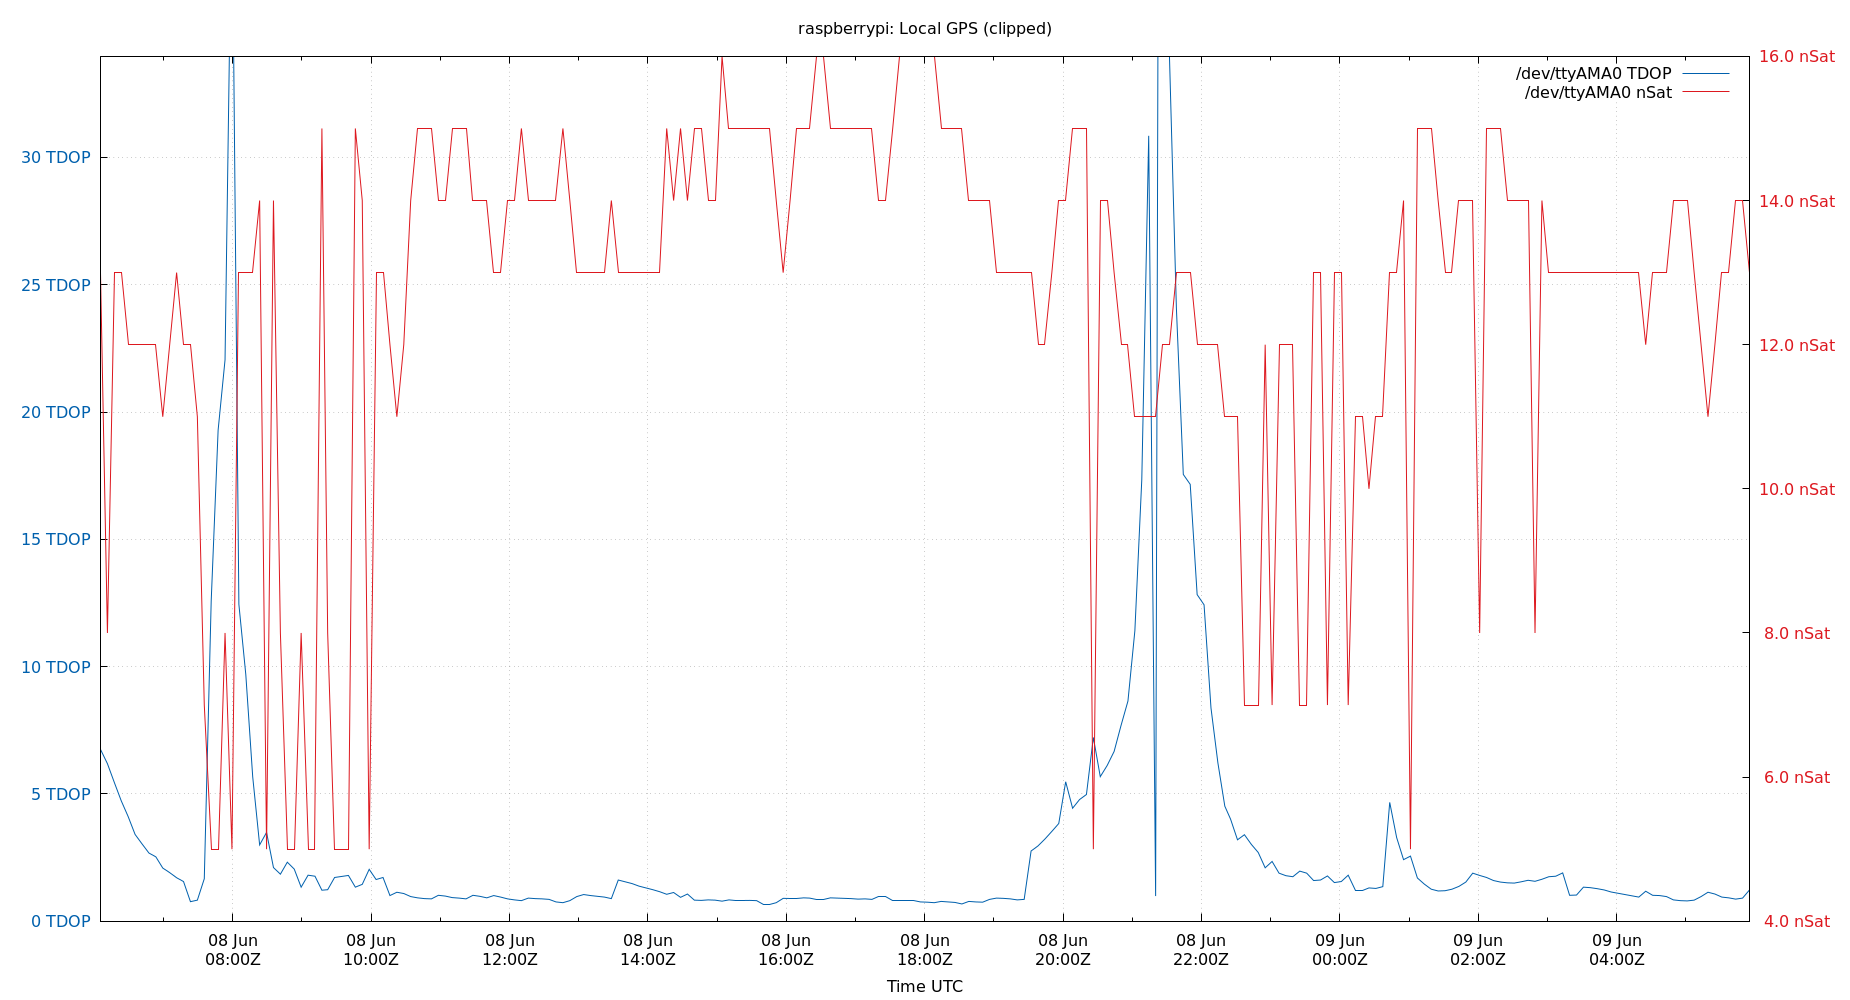 raspberrypi: Local GPS (clipped)
/dev/ttyAMA0 TDOP
/dev/ttyAMA0 nSat
30 TDOP
25 TDOP
20 TDOP
15 TDOP
10 TDOP
5 TDOP
0 TDOP
16.0 nSat
14.0 nSat
12.0 nSat
10.0 nSat
8.0 nSat
6.0 nSat
4.0 nSat
08 Jun
08:00Z
08 Jun
10:00Z
08 Jun
12:00Z
08 Jun
14:00Z
08 Jun
16:00Z
08 Jun
18:00Z
08 Jun
20:00Z
08 Jun
22:00Z
09 Jun
00:00Z
09 Jun
02:00Z
09 Jun
04:00Z
Time UTC